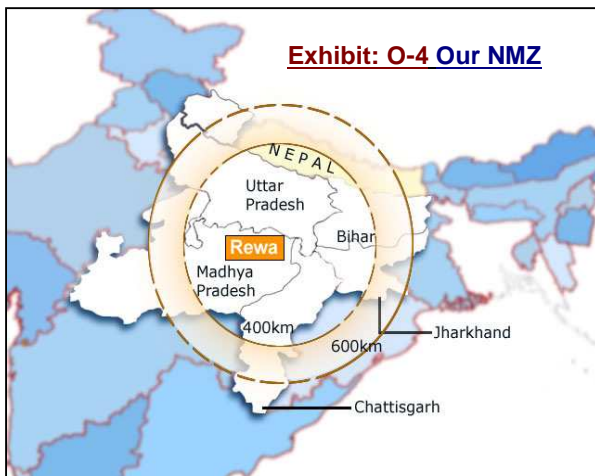 Exhibit: O-4 Our NMZ
NEPAL
Uttar
Pradesh
Bihar
Rewa
Madhya
Pradesh
400km
600km
Jharkhand
Chattisgarh